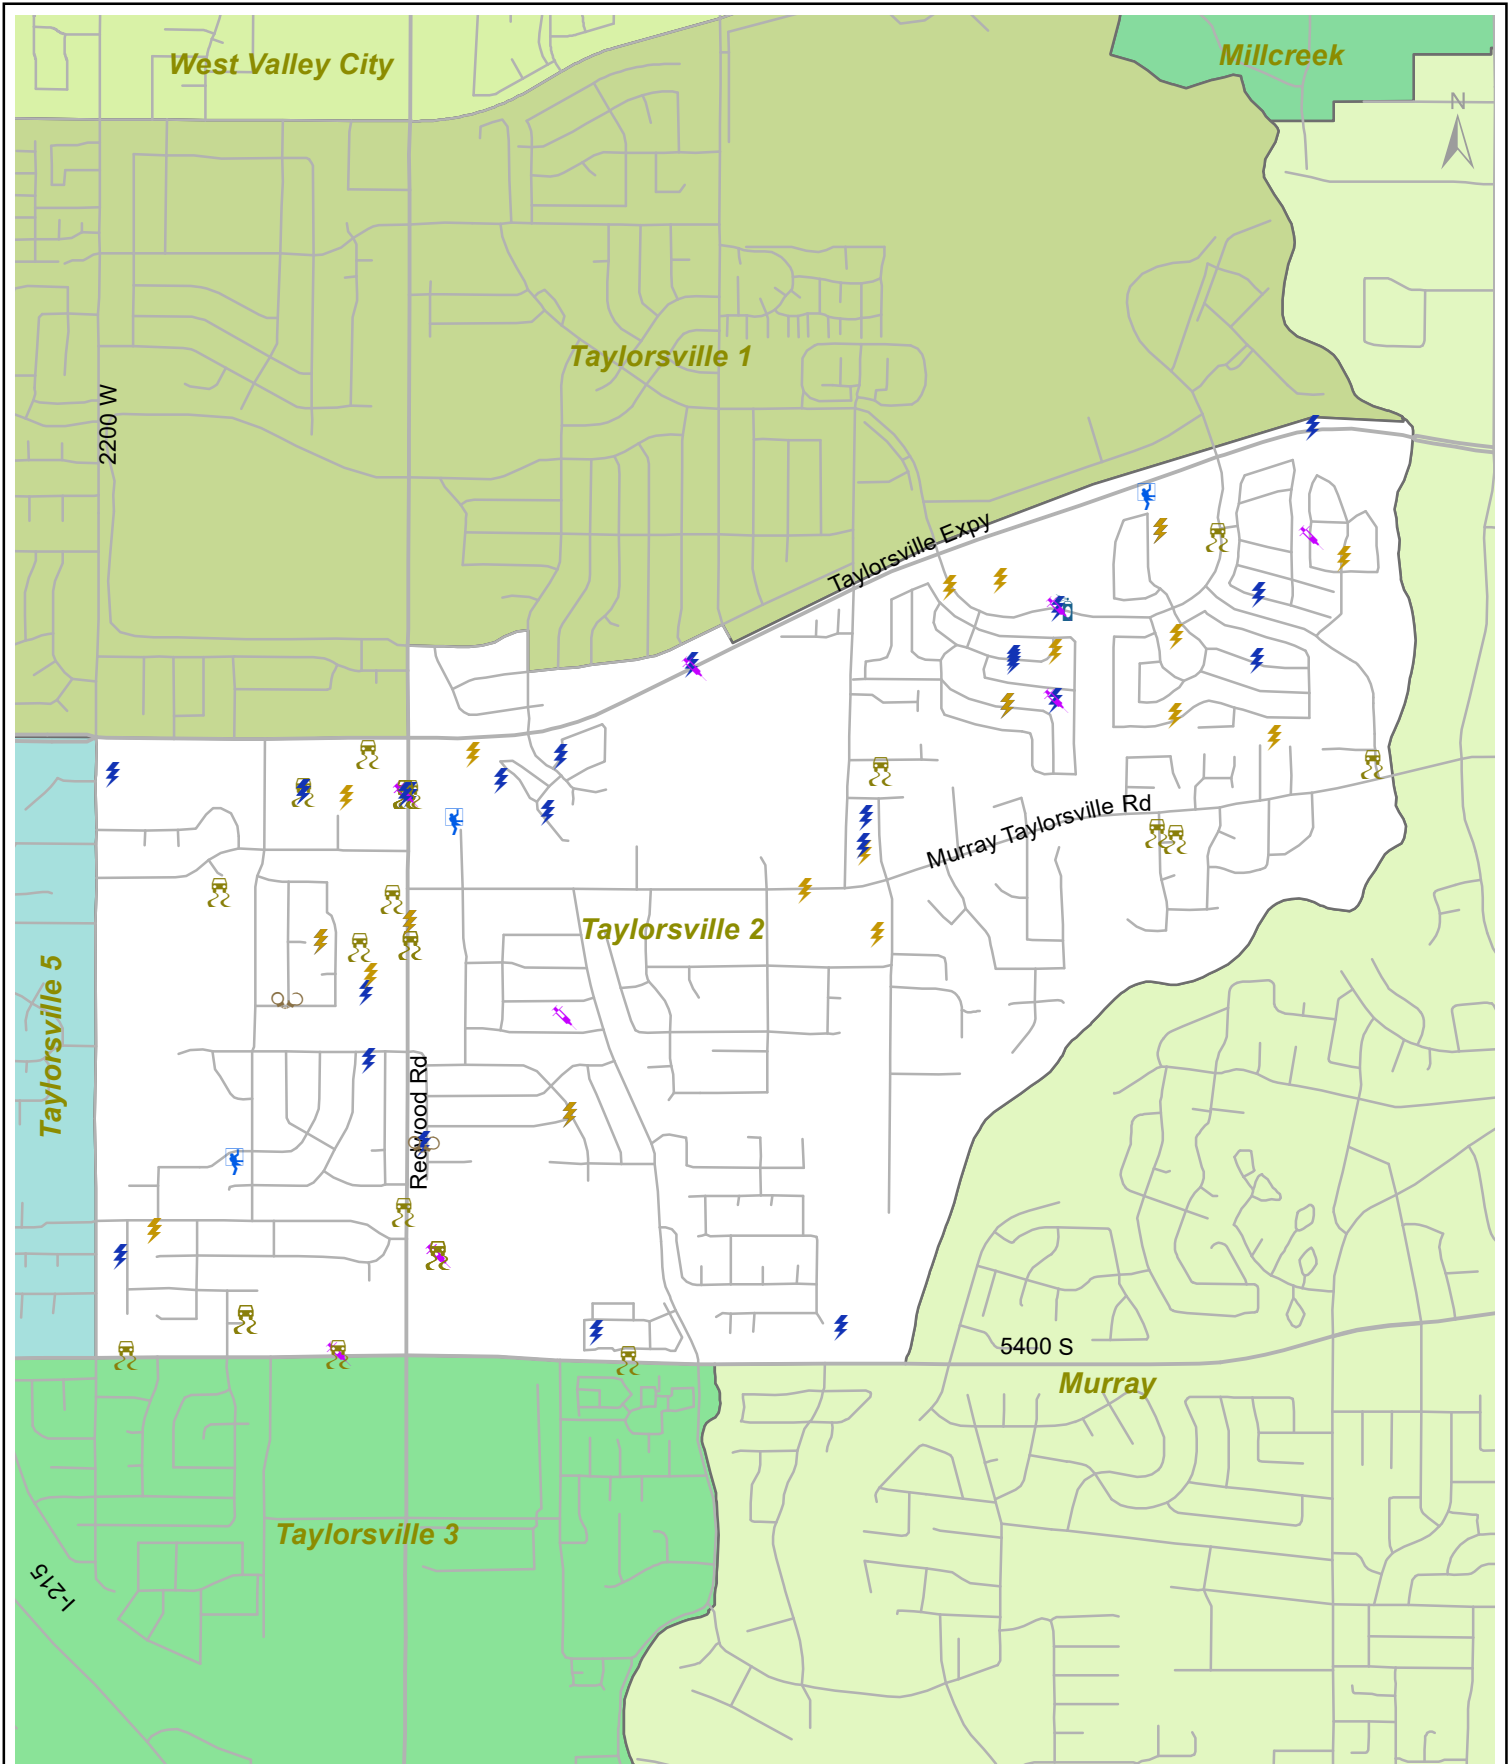 West Valley City
Millcreek
N
Taylorsville 1
2200 W
Taylorsville Expy
Murray Taylorsville Rd
Taylorsville 2
Taylorsville 5
Redwood Rd
5400 S
Murray
Taylorsville 3
I-215